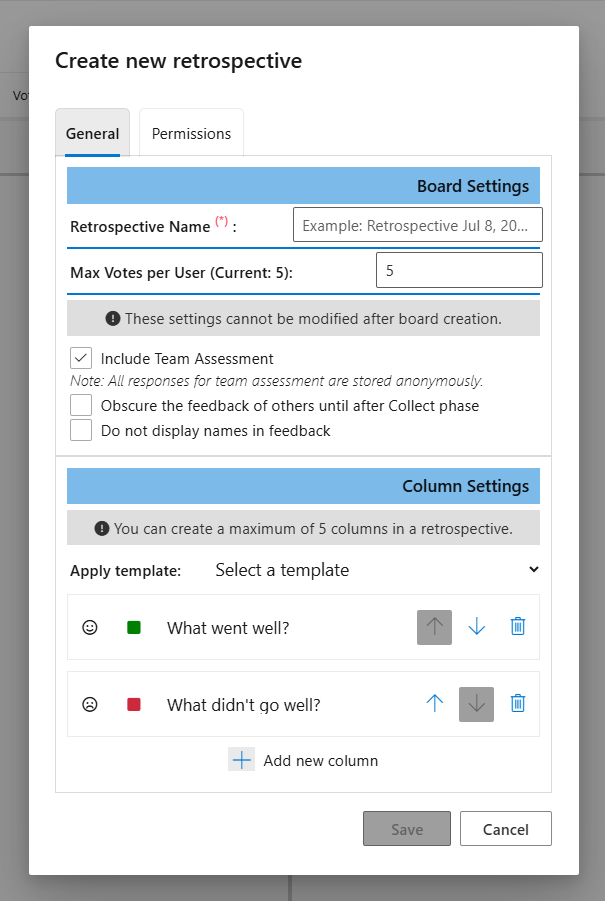 Create new retrospective
Vo
General
Permissions
Board Settings
Retrospective Name (*) :
Example: Retrospective Jul 8, 20...
Max Votes per User (Current: 5):
5
These settings cannot be modified after board creation.
Include Team Assessment
Note: All responses for team assessment are stored anonymously.
Obscure the feedback of others until after Collect phase
Do not display names in feedback
Column Settings
You can create a maximum of 5 columns in a retrospective.
Apply template:
Select a template
What went well?
What didn't go well?
Add new column
Save
Cancel